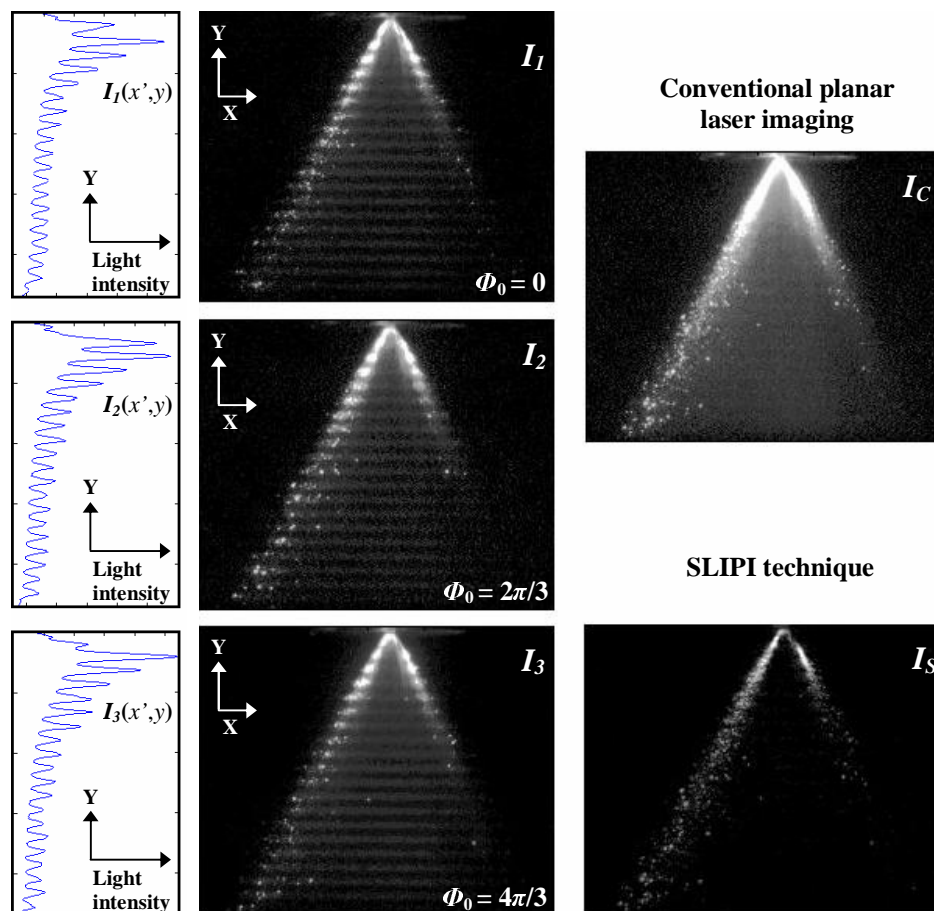 I1(x',y)
Y
Light
intensity
Y
X
I1
Φ0 = 0
I2(x',y)
Y
Light
intensity
Y
X
I2
Φ0 = 2π/3
I3(x',y)
Y
Light
intensity
Y
X
I3
Φ0 = 4π/3
Conventional planar
laser imaging
IC
SLIPI technique
IS